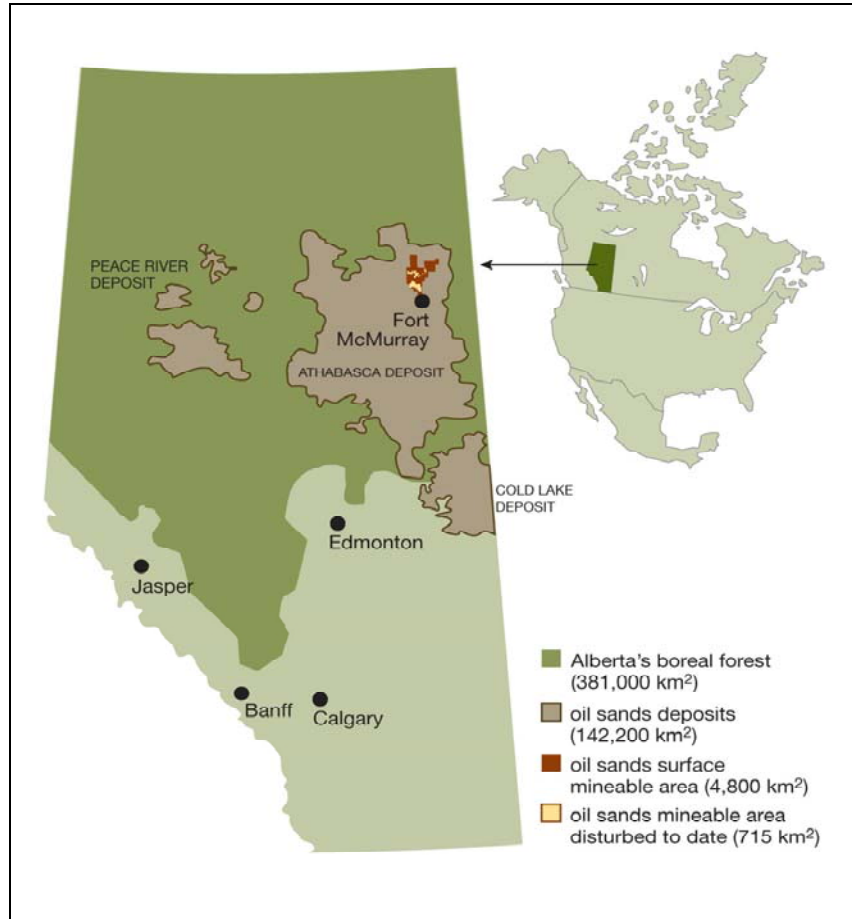 PEACE RIVER
DEPOSIT
Fort
McMurray
ATHABASCA DEPOSIT
COLD LAKE
DEPOSIT
Edmonton
Jasper
Banff
Calgary
Alberta's boreal forest
(381,000 km²)
oil sands deposits
(142,200 km²)
oil sands surface
mineable area (4,800 km²)
oil sands mineable area
disturbed to date (715 km²)